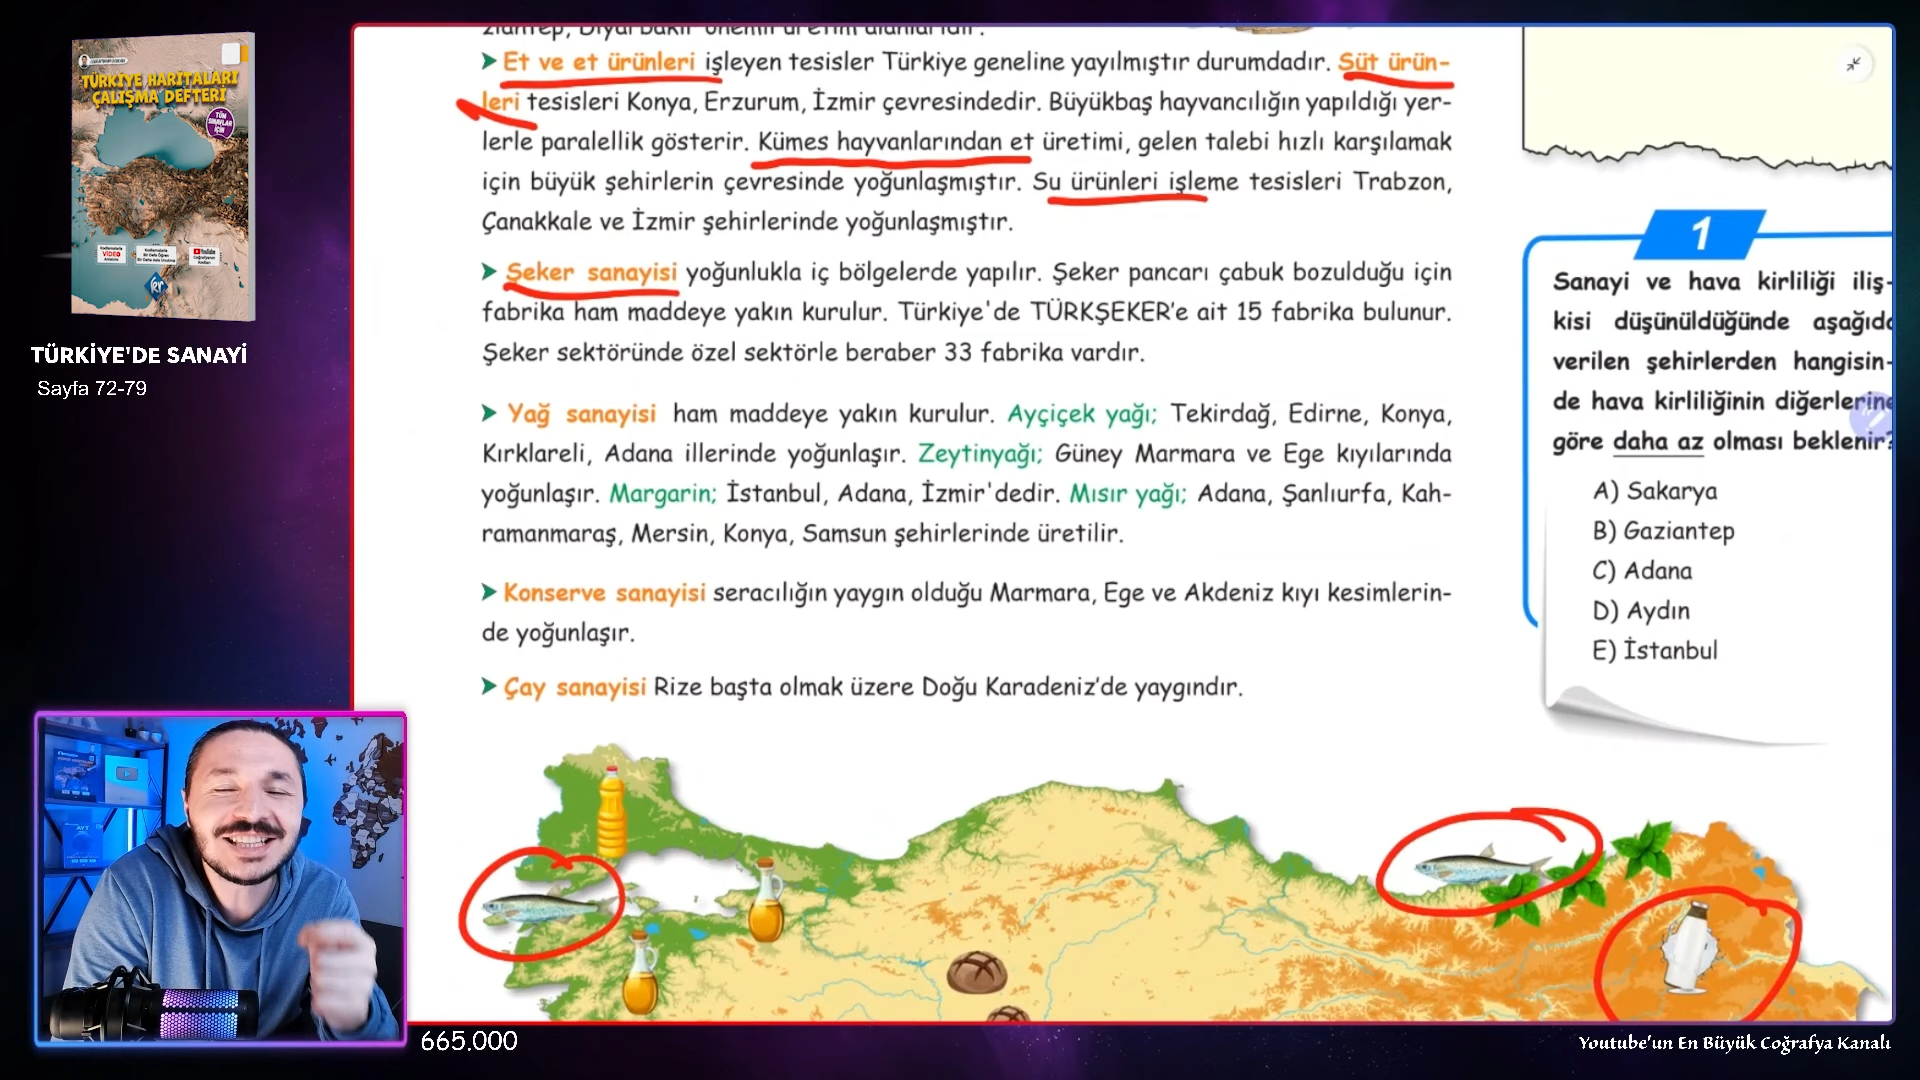 TÜRKİYE HARİTALARI
ÇALIŞMA DEFTERİ
TÜM
SINAVLAR
İÇİN
VİDEO
YouTube
TÜRKİYE'DE SANAYİ
Sayfa 72-79
➤ Et ve et ürünleri işleyen tesisler Türkiye geneline yayılmıştır durumdadır. Süt ürün-
leri tesisleri Konya, Erzurum, İzmir çevresindedir. Büyükbaş hayvancılığın yapıldığı yer-
lerle paralellik gösterir. Kümes hayvanlarından et üretimi, gelen talebi hızlı karşılamak
için büyük şehirlerin çevresinde yoğunlaşmıştır. Su ürünleri işleme tesisleri Trabzon,
Çanakkale ve İzmir şehirlerinde yoğunlaşmıştır.
➤ Şeker sanayisi yoğunlukla iç bölgelerde yapılır. Şeker pancarı çabuk bozulduğu için
fabrika ham maddeye yakın kurulur. Türkiye'de TÜRKŞEKER’e ait 15 fabrika bulunur.
Şeker sektöründe özel sektörle beraber 33 fabrika vardır.
➤ Yağ sanayisi ham maddeye yakın kurulur. Ayçiçek yağı; Tekirdağ, Edirne, Konya,
Kırklareli, Adana illerinde yoğunlaşır. Zeytinyağı; Güney Marmara ve Ege kıyılarında
yoğunlaşır. Margarin; İstanbul, Adana, İzmir'dedir. Mısır yağı; Adana, Şanlıurfa, Kah-
ramanmaraş, Mersin, Konya, Samsun şehirlerinde üretilir.
➤ Konserve sanayisi seracılığın yaygın olduğu Marmara, Ege ve Akdeniz kıyı kesimlerin-
de yoğunlaşır.
➤ Çay sanayisi Rize başta olmak üzere Doğu Karadeniz’de yaygındır.
1
Sanayi ve hava kirliliği iliş-
kisi düşünüldüğünde aşağıda
verilen şehirlerden hangisin-
de hava kirliliğinin diğerlerine
göre daha az olması beklenir?
A) Sakarya
B) Gaziantep
C) Adana
D) Aydın
E) İstanbul
AYT
665.000
Youtube'un En Büyük Coğrafya Kanalı